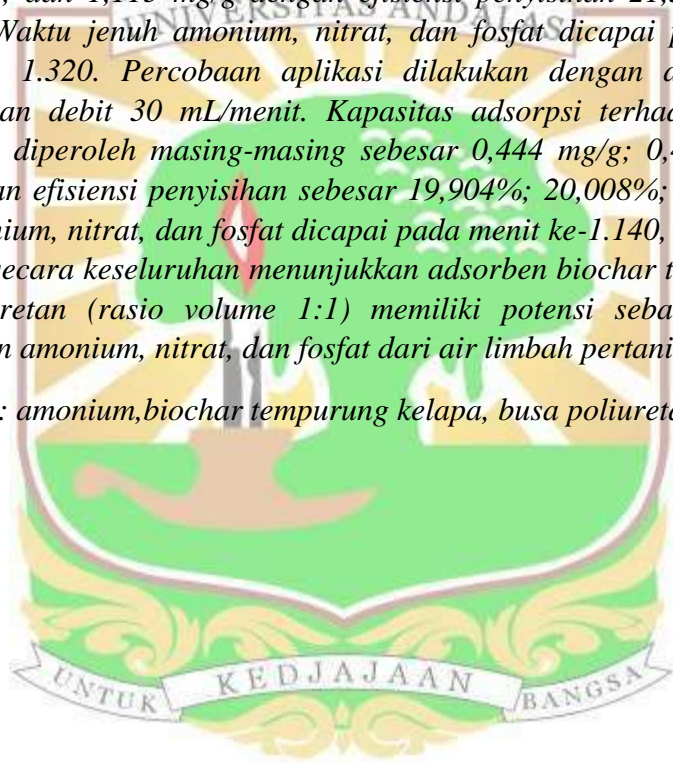 dan 1,113 mg/g dengan efisiensi penyisihan 21,
UNIVERSITAS ANDALAS
Waktu jenuh amonium, nitrat, dan fosfat dicapai p
1.320. Percobaan aplikasi dilakukan dengan a
an debit 30 mL/menit. Kapasitas adsorpsi terhad
diperoleh masing-masing sebesar 0,444 mg/g; 0,4
an efisiensi penyisihan sebesar 19,904%; 20,008%;
nium, nitrat, dan fosfat dicapai pada menit ke-1.140,
secara keseluruhan menunjukkan adsorben biochar t
retan (rasio volume 1:1) memiliki potensi seba
n amonium, nitrat, dan fosfat dari air limbah pertani
: amonium,biochar tempurung kelapa, busa poliureta
UNTUK KEDJAJAAN BANGSA